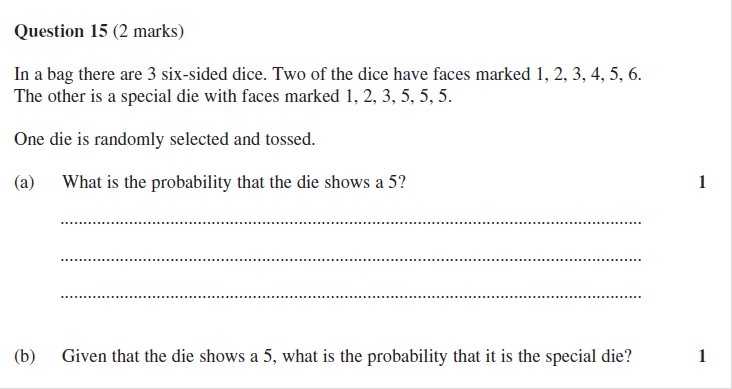 Question 15 (2 marks)
In a bag there are 3 six-sided dice. Two of the dice have faces marked 1, 2, 3, 4, 5, 6.
The other is a special die with faces marked 1, 2, 3, 5, 5, 5.
One die is randomly selected and tossed.
(a) What is the probability that the die shows a 5? 1
(b) Given that the die shows a 5, what is the probability that it is the special die? 1